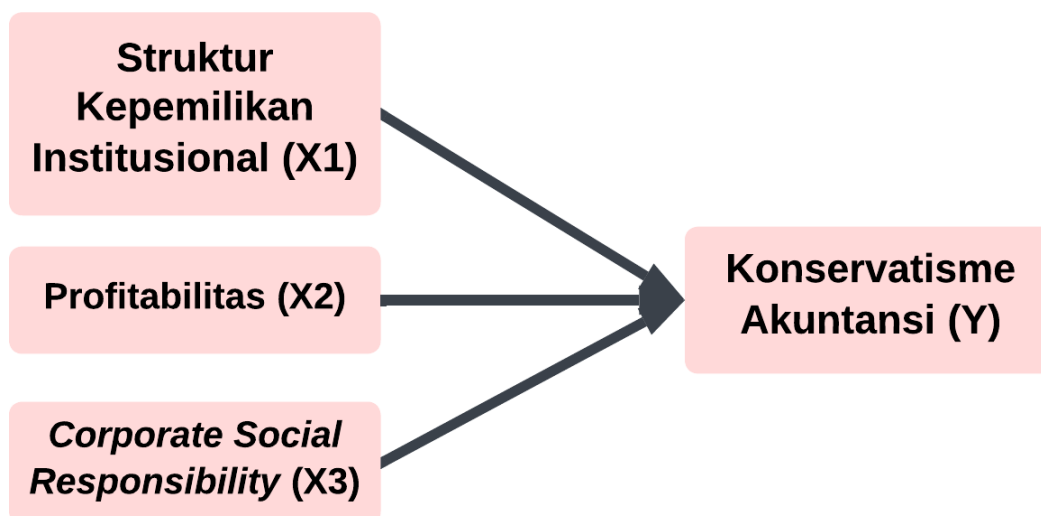 Struktur
Kepemilikan
Institusional (X1)
Profitabilitas (X2)
Corporate Social
Responsibility (X3)
Konservatisme
Akuntansi (Y)